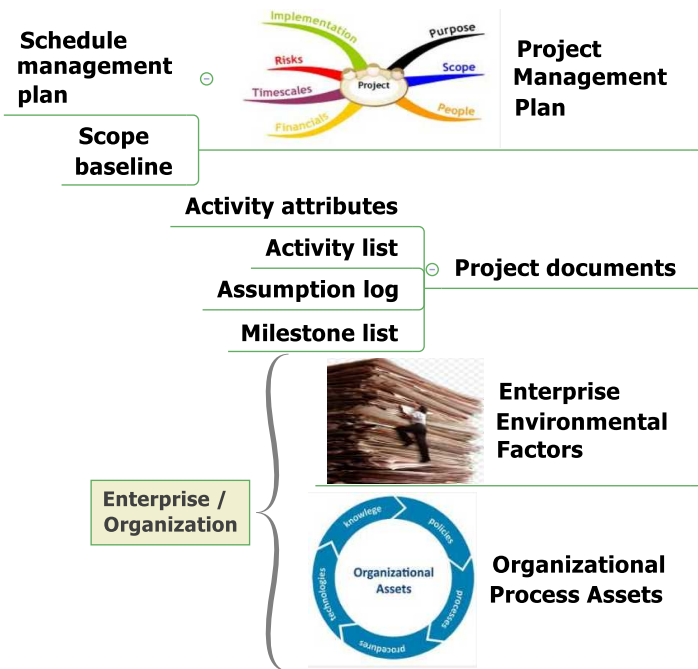 Schedule
management
plan
Scope
baseline
Implementation
Risks
Timescales
Financials
Project
Purpose
Scope
People
Project
Management
Plan
Activity attributes
Activity list
Assumption log
Milestone list
Project documents
Enterprise /
Organization
Enterprise
Environmental
Factors
knowlege
policies
processes
procedures
technologies
Organizational
Assets
Organizational
Process Assets